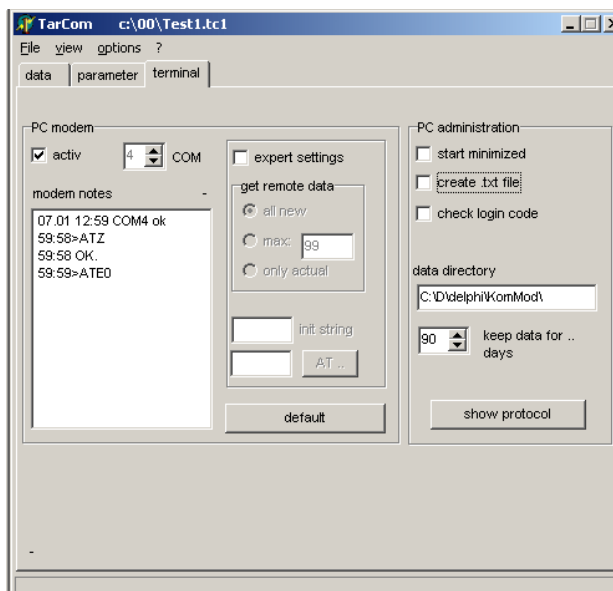 TarCom c:\00\Test1.tc1
File view options ?
data parameter terminal
PC modem
activ 4 COM
modem notes -
07.01 12:59 COM4 ok
59:58>ATZ
59:58 OK.
59:59>ATE0
expert settings
get remote data
all new
max: 99
only actual
init string
AT ..
default
PC administration
start minimized
create .txt file
check login code
data directory
C:\D\delphi\KomMod\
90 keep data for ..
days
show protocol
-